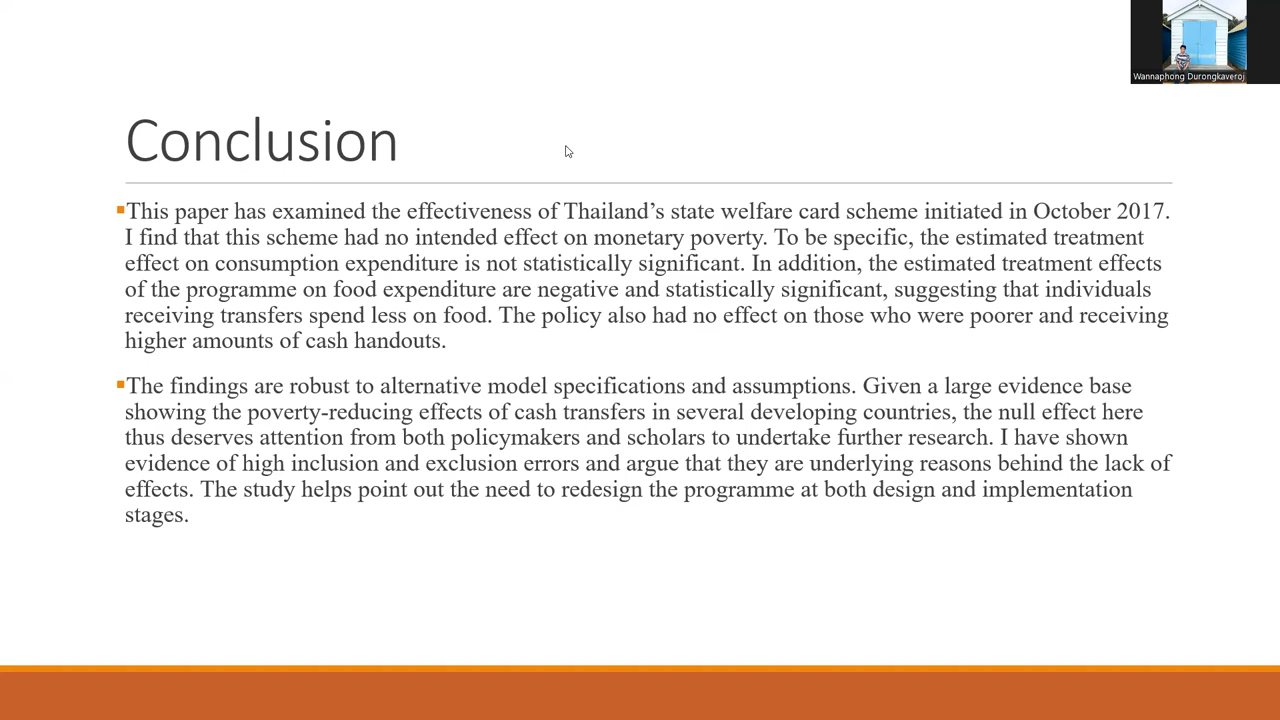 Wannaphong Durongkaveroj
Conclusion
▪This paper has examined the effectiveness of Thailand’s state welfare card scheme initiated in October 2017.
I find that this scheme had no intended effect on monetary poverty. To be specific, the estimated treatment
effect on consumption expenditure is not statistically significant. In addition, the estimated treatment effects
of the programme on food expenditure are negative and statistically significant, suggesting that individuals
receiving transfers spend less on food. The policy also had no effect on those who were poorer and receiving
higher amounts of cash handouts.
▪The findings are robust to alternative model specifications and assumptions. Given a large evidence base
showing the poverty-reducing effects of cash transfers in several developing countries, the null effect here
thus deserves attention from both policymakers and scholars to undertake further research. I have shown
evidence of high inclusion and exclusion errors and argue that they are underlying reasons behind the lack of
effects. The study helps point out the need to redesign the programme at both design and implementation
stages.